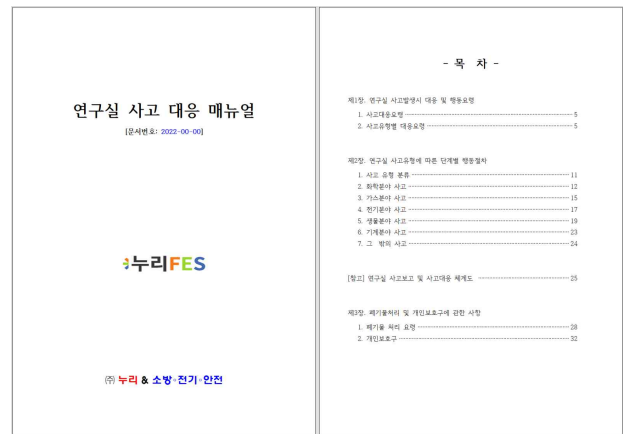 연구실 사고 대응 매뉴얼
[문서번호: 2022-00-00]
누리FES
㈜ 누리 & 소방◦전기◦안전
- 목 차 -
제1장. 연구실 사고발생시 대응 및 행동요령
1. 사고대응요령 5
2. 사고유형별 대응요령 5
제2장. 연구실 사고유형에 따른 단계별 행동절차
1. 사고 유형 분류 11
2. 화학분야 사고 12
3. 가스분야 사고 15
4. 전기분야 사고 17
5. 생물분야 사고 19
6. 기계분야 사고 23
7. 그 밖의 사고 24
[참고] 연구실 사고보고 및 사고대응 체계도 25
제3장. 폐기물처리 및 개인보호구에 관한 사항
1. 폐기물 처리 요령 28
2. 개인보호구 32